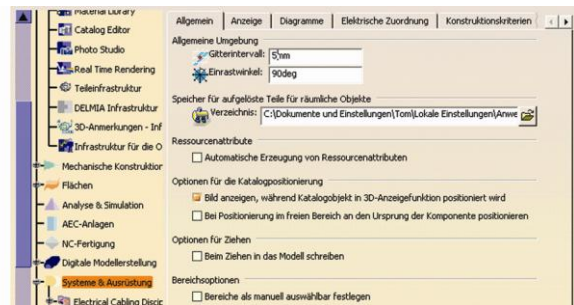 Material Library
Catalog Editor
Photo Studio
Real Time Rendering
Teileinfrastruktur
DELMIA Infrastruktur
3D-Anmerkungen - Inf
Infrastruktur für die O
Mechanische Konstruktior
Flächen
Analyse & Simulation
AEC-Anlagen
NC-Fertigung
Digitale Modellerstellung
Systeme & Ausrüstung
Electrical Cabling Discip
Allgemein
Anzeige
Diagramme
Elektrische Zuordnung
Konstruktionskriterien
Allgemeine Umgebung
Gitterintervall: 5mm
Einrastwinkel: 90deg
Speicher für aufgelöste Teile für räumliche Objekte
Verzeichnis: C:\Dokumente und Einstellungen\Tom\Lokale Einstellungen\Anwe
Ressourcenattribute
Automatische Erzeugung von Ressourcenattributen
Optionen für die Katalogpositionierung
Bild anzeigen, während Katalogobjekt in 3D-Anzeigefunktion positioniert wird
Bei Positionierung im freien Bereich an den Ursprung der Komponente positionieren
Optionen für Ziehen
Beim Ziehen in das Modell schreiben
Bereichsoptionen
Bereiche als manuell auswählbar festlegen